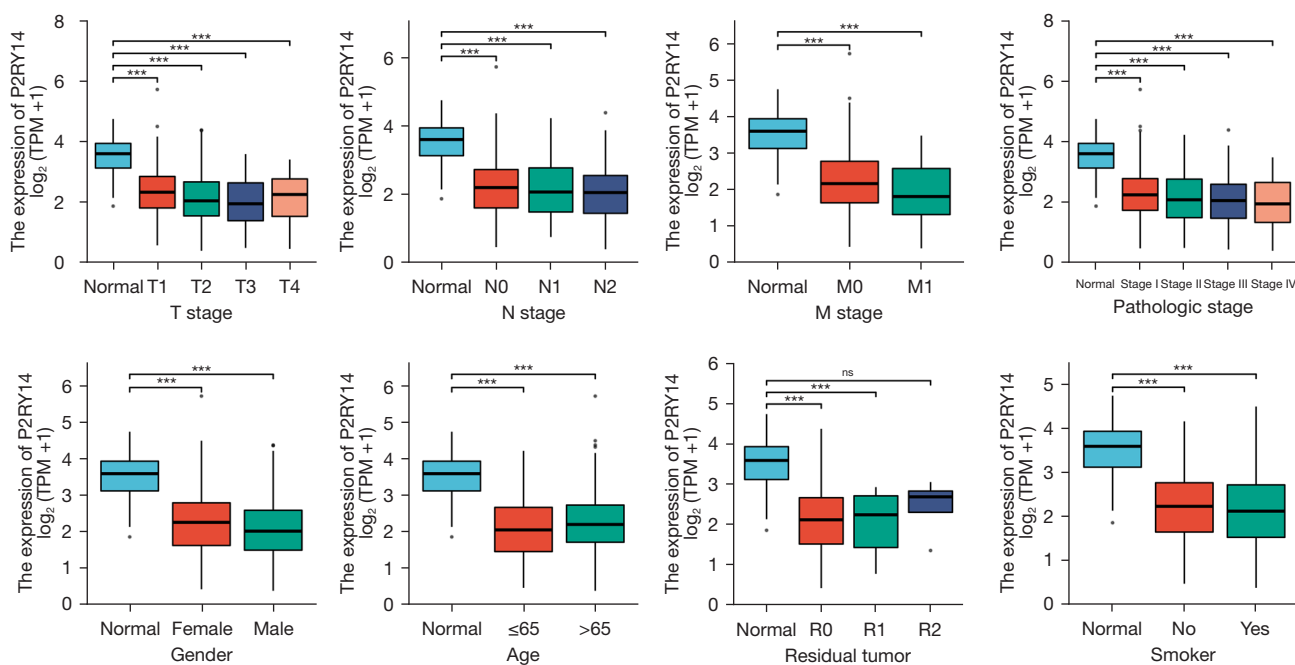 The expression of P2RY14
log₂ (TPM +1)
8
6
4
2
0
***
***
***
***
Normal T1 T2 T3 T4
T stage
The expression of P2RY14
log₂ (TPM +1)
6
4
2
0
***
***
***
Normal N0 N1 N2
N stage
The expression of P2RY14
log₂ (TPM +1)
6
5
4
3
2
1
0
***
***
Normal M0 M1
M stage
The expression of P2RY14
log₂ (TPM +1)
8
6
4
2
0
***
***
***
***
Normal Stage I Stage II Stage III Stage IV
Pathologic stage
The expression of P2RY14
log₂ (TPM +1)
6
5
4
3
2
1
0
***
***
Normal Female Male
Gender
The expression of P2RY14
log₂ (TPM +1)
6
5
4
3
2
1
0
***
***
Normal ≤65 >65
Age
The expression of P2RY14
log₂ (TPM +1)
6
5
4
3
2
1
0
ns
***
***
Normal R0 R1 R2
Residual tumor
The expression of P2RY14
log₂ (TPM +1)
5
4
3
2
1
0
***
***
Normal No Yes
Smoker